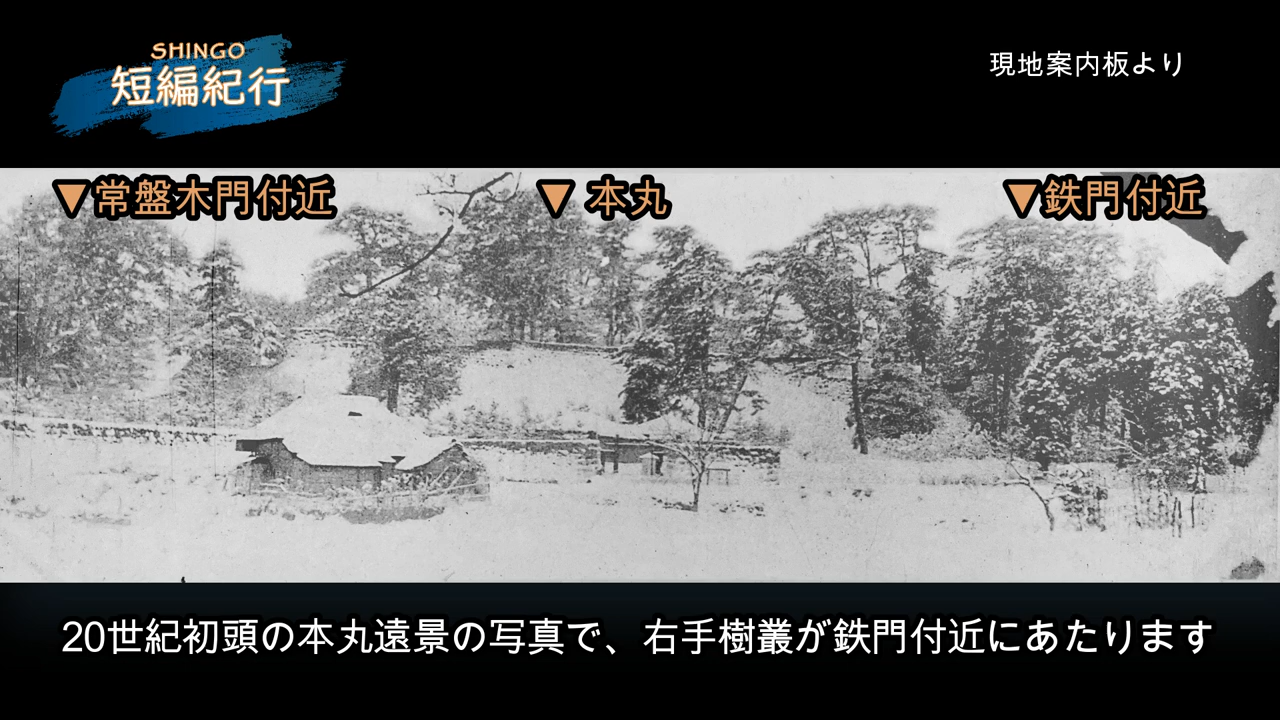 SHINGO
短編紀行
現地案内板より
▼常盤木門付近
▼ 本丸
▼鉄門付近
20世紀初頭の本丸遠景の写真で、右手樹叢が鉄門付近にあたります